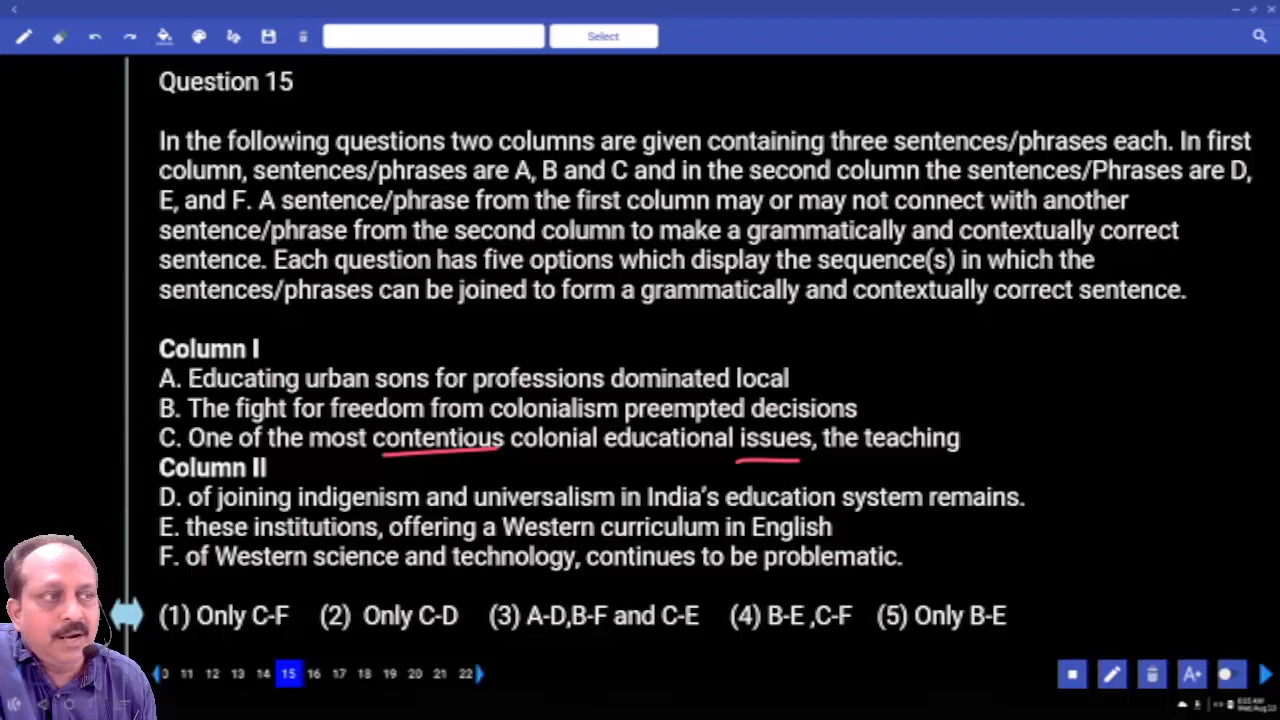 Select
Question 15
In the following questions two columns are given containing three sentences/phrases each. In first
column, sentences/phrases are A, B and C and in the second column the sentences/Phrases are D,
E, and F. A sentence/phrase from the first column may or may not connect with another
sentence/phrase from the second column to make a grammatically and contextually correct
sentence. Each question has five options which display the sequence(s) in which the
sentences/phrases can be joined to form a grammatically and contextually correct sentence.
Column I
A. Educating urban sons for professions dominated local
B. The fight for freedom from colonialism preempted decisions
C. One of the most contentious colonial educational issues, the teaching
Column II
D. of joining indigenism and universalism in India's education system remains.
E. these institutions, offering a Western curriculum in English
F. of Western science and technology, continues to be problematic.
(1) Only C-F (2) Only C-D (3) A-D,B-F and C-E (4) B-E ,C-F (5) Only B-E
0 11 12 13 14 15 16 17 18 19 20 21 22
A+